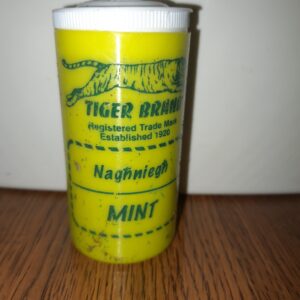 TIGER BRAND
Registered Trade Mark
Established 1920
Naghniegh
MINT